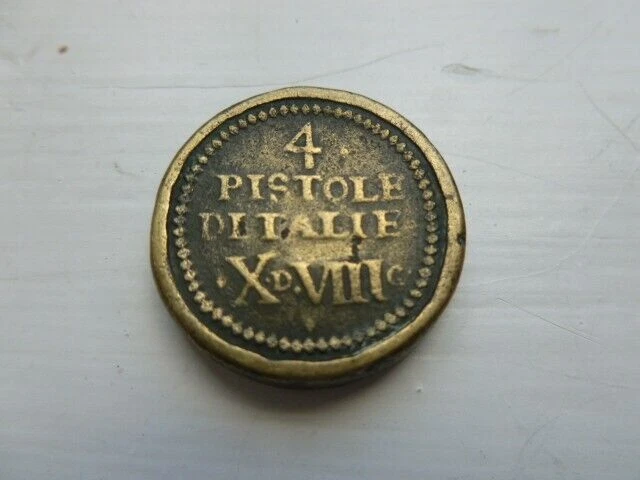 4
PISTOLE
DITALIE
X·D·VIII G